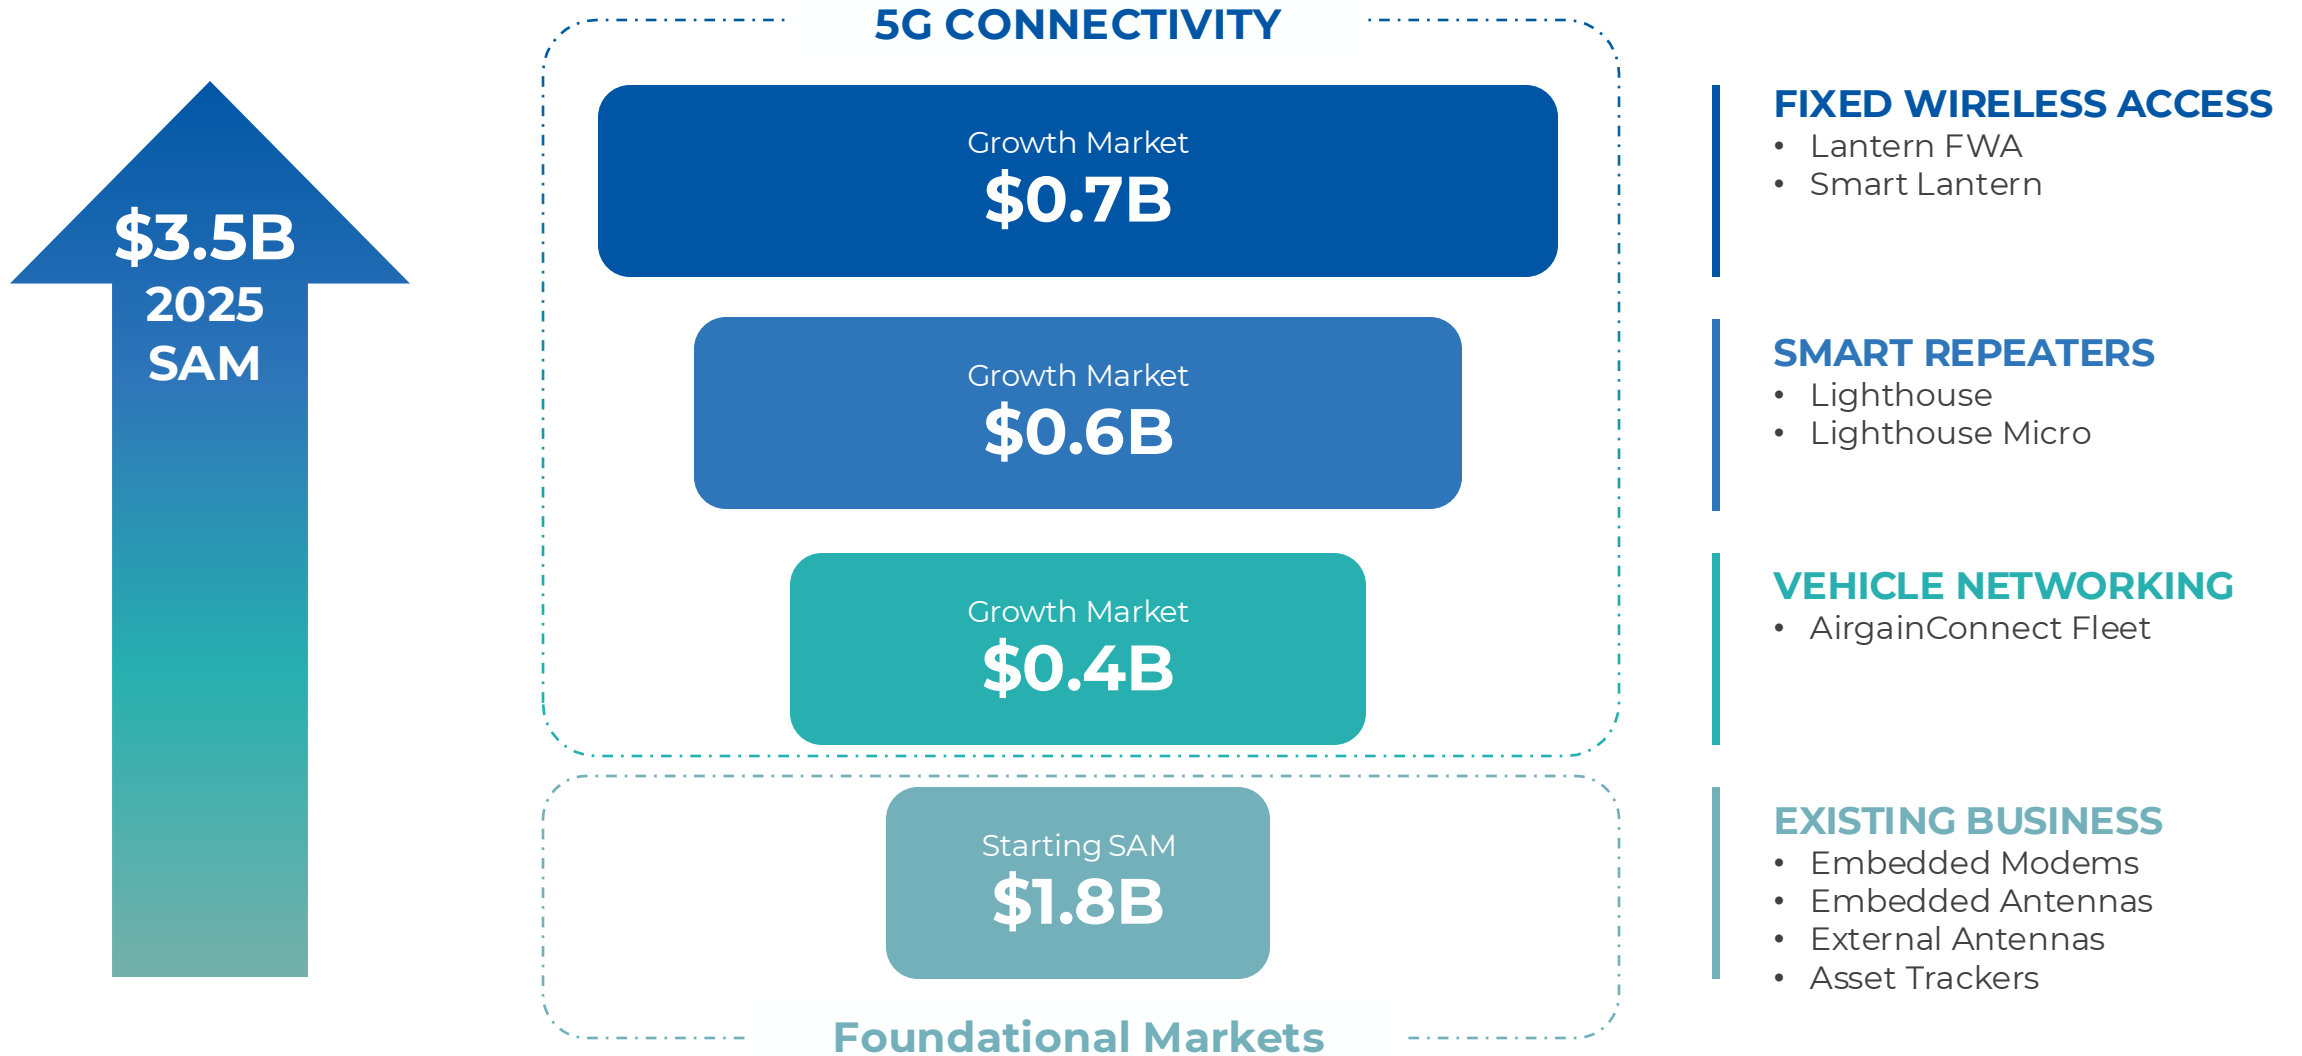 5G CONNECTIVITY
$3.5B
2025
SAM
Growth Market
$0.7B
FIXED WIRELESS ACCESS
• Lantern FWA
• Smart Lantern
Growth Market
$0.6B
SMART REPEATERS
• Lighthouse
• Lighthouse Micro
Growth Market
$0.4B
VEHICLE NETWORKING
• AirgainConnect Fleet
Starting SAM
$1.8B
EXISTING BUSINESS
• Embedded Modems
• Embedded Antennas
• External Antennas
• Asset Trackers
Foundational Markets